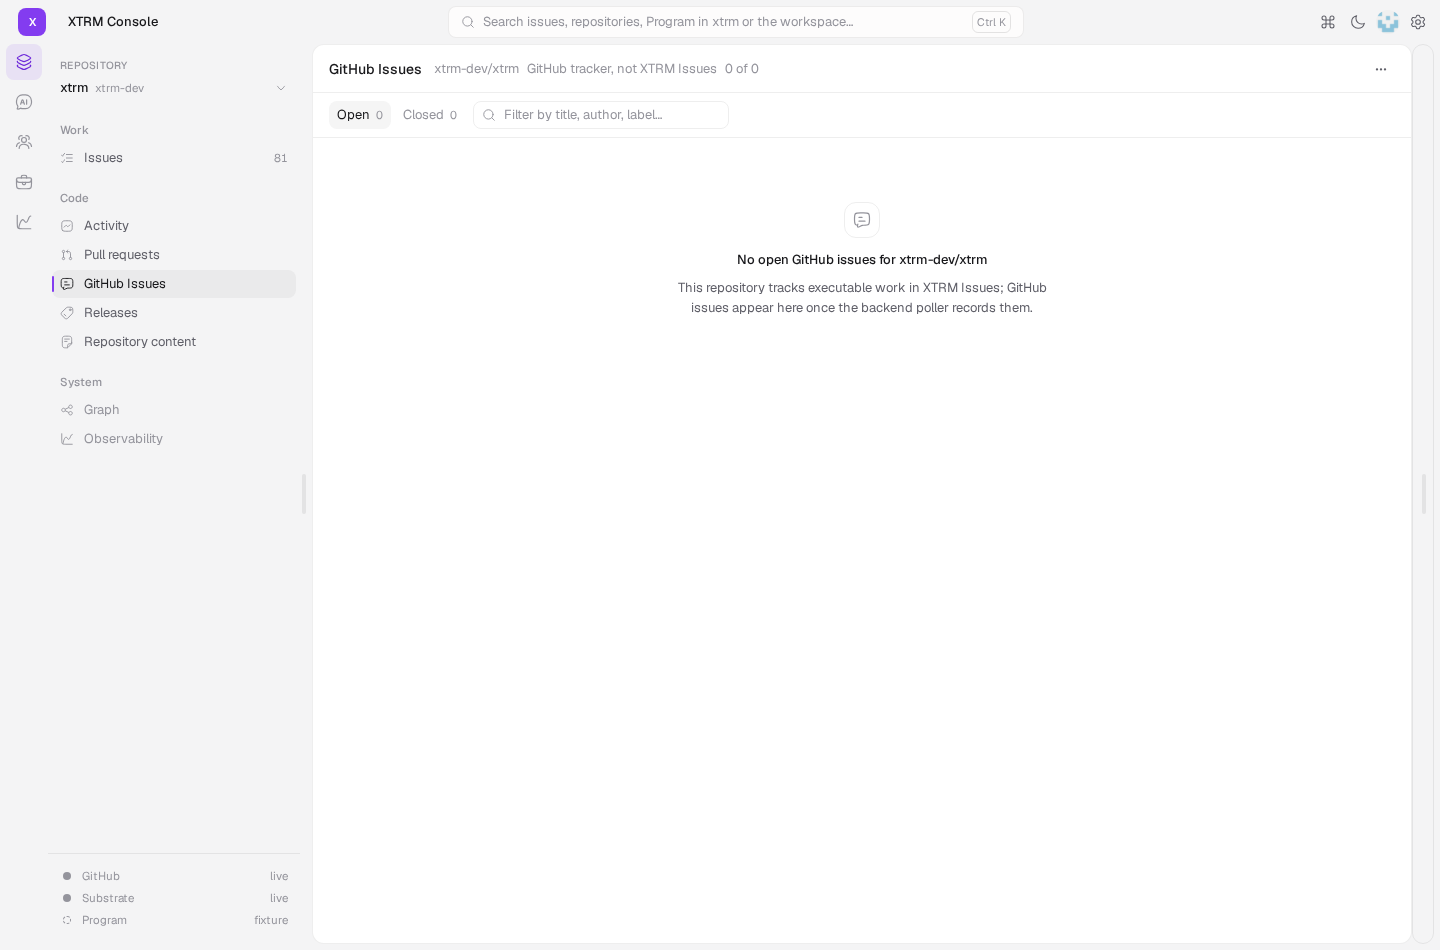 X
XTRM Console
Search issues, repositories, Program in xtrm or the workspace...
Ctrl K
AI
REPOSITORY
xtrm xtrm-dev
Work
Issues 81
Code
Activity
Pull requests
GitHub Issues
Releases
Repository content
System
Graph
Observability
GitHub live
Substrate live
Program fixture
GitHub Issues xtrm-dev/xtrm GitHub tracker, not XTRM Issues 0 of 0
Open 0 Closed 0 Filter by title, author, label...
No open GitHub issues for xtrm-dev/xtrm
This repository tracks executable work in XTRM Issues; GitHub
issues appear here once the backend poller records them.